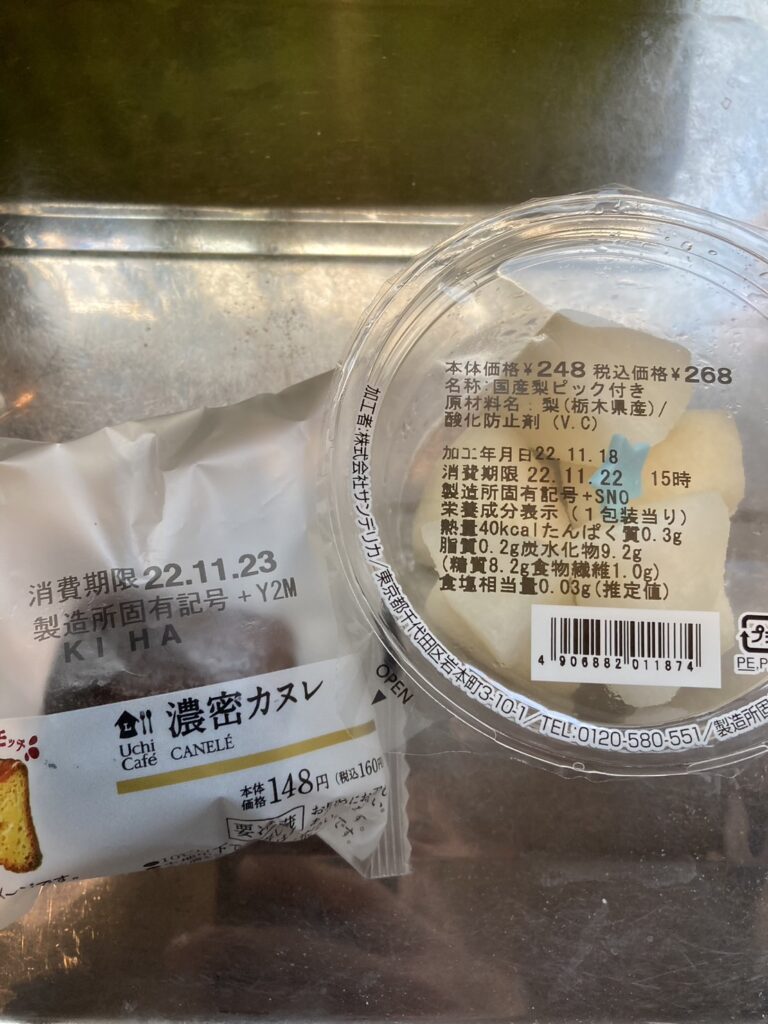 本体価格¥248 税込価格¥268
名称:国産梨ピック付き
原材料名:梨(栃木県産)/
酸化防止剤(V.C)
加工年月日22.11.18
消費期限 22.11.22 15時
製造所固有記号+SNO
栄養成分表示(1包装当り)
熱量40kcalたんぱく質0.3g
脂質0.2g炭水化物9.2g
(糖質8.2g食物繊維1.0g)
食塩相当量0.03g(推定値)
4 906882 011874
PE,P
加工者:株式会社サンデリカ/東京都千代田区岩本町3-10-1/TEL:0120-580-551/製造所固
OPEN
消費期限22.11.23
製造所固有記号+Y2M
KI HA
Uchi
Café
濃密カヌレ
CANELÉ
本体
価格148円(税込160円
要冷蔵